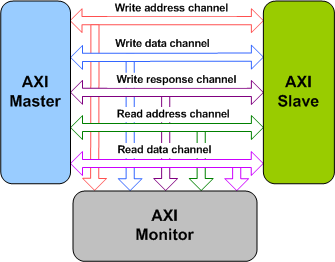 Write address channel
Write data channel
AXI
Master
Write response channel
AXI
Slave
Read address channel
Read data channel
AXI
Monitor